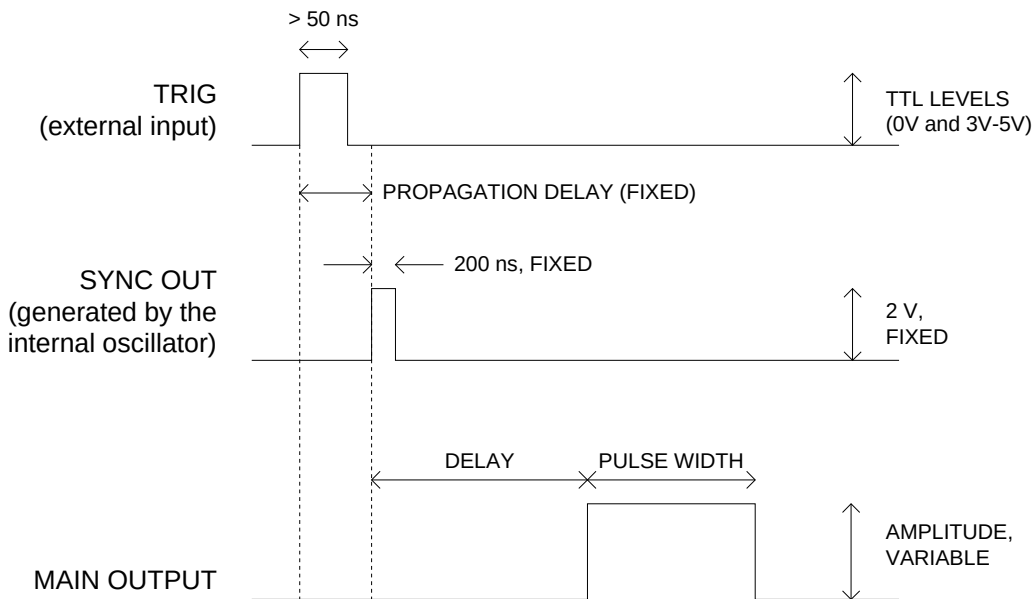 > 50 ns
TRIG
(external input)
TTL LEVELS
(0V and 3V-5V)
PROPAGATION DELAY (FIXED)
200 ns, FIXED
SYNC OUT
(generated by the
internal oscillator)
2 V,
FIXED
DELAY
PULSE WIDTH
AMPLITUDE,
VARIABLE
MAIN OUTPUT